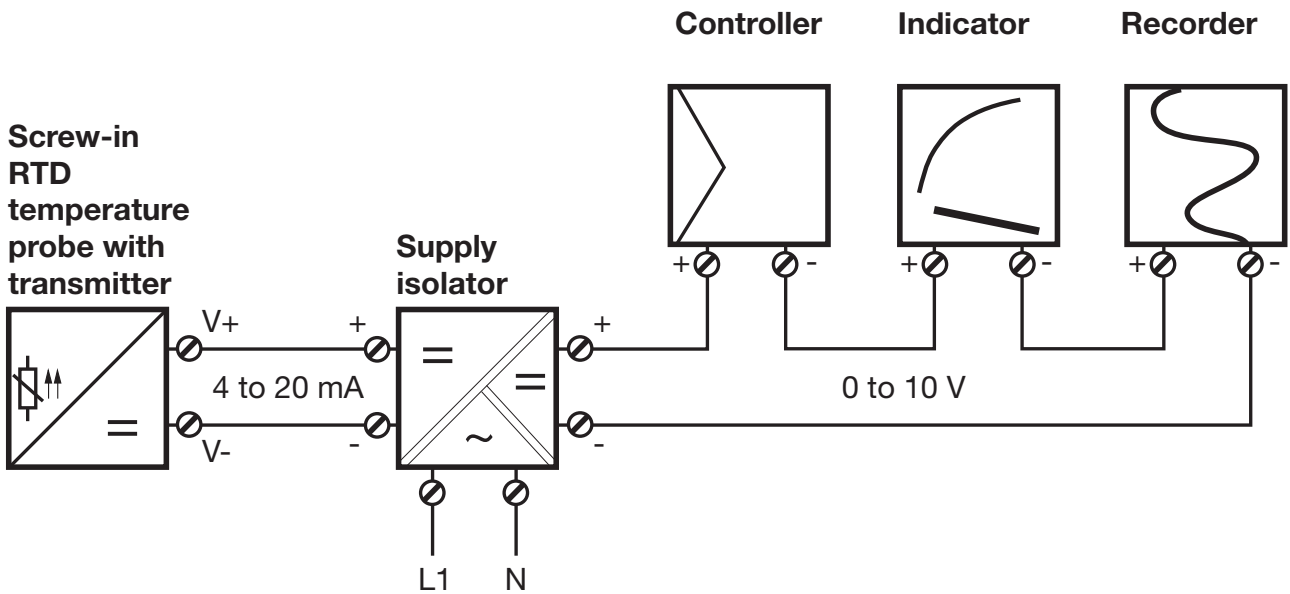 Controller
Indicator
Recorder
Screw-in
RTD
temperature
probe with
transmitter
Supply
isolator
+ -
+ -
+ -
V+
+
+
4 to 20 mA
0 to 10 V
V-
-
-
~
L1
N